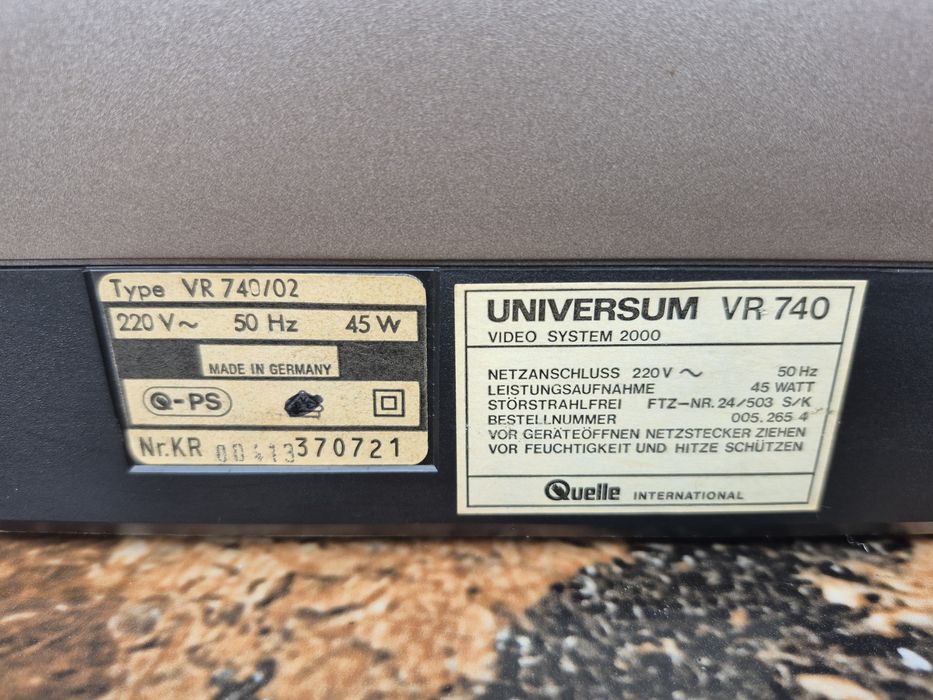 Type VR 740/02
220 V~ 50 Hz 45 W
MADE IN GERMANY
Q-PS
Nr.KR 370721
UNIVERSUM VR 740
VIDEO SYSTEM 2000
NETZANSCHLUSS 220 V ~ 50 Hz
LEISTUNGSAUFNAHME 45 WATT
STÖRSTRAHLFREI FTZ-NR. 24/503 S/K
BESTELLNUMMER 005.265 4
VOR GERÄTEÖFFNEN NETZSTECKER ZIEHEN
VOR FEUCHTIGKEIT UND HITZE SCHÜTZEN
Quelle INTERNATIONAL